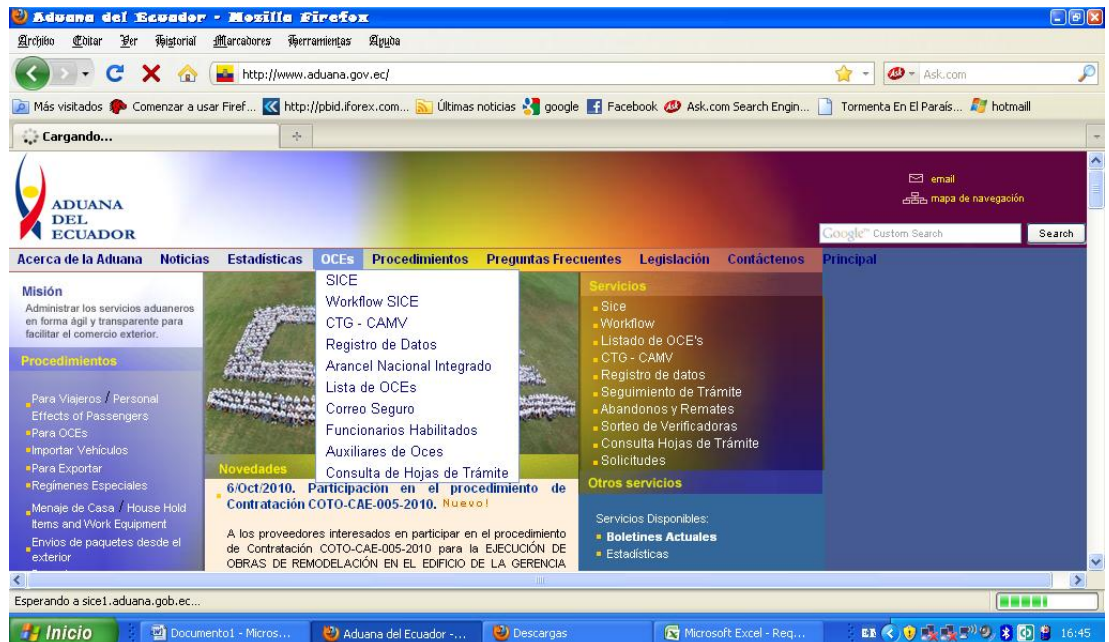 Aduana del Ecuador - Mozilla Firefox
Archivo Editar Ver Historial Marcadores Herramientas Ayuda
http://www.aduana.gov.ec/
Ask.com
Más visitados Comenzar a usar Firef... http://pbid.iforex.com... Últimas noticias google Facebook Ask.com Search Engin... Tormenta En El Paraís... hotmaill
Cargando...
ADUANA
DEL
ECUADOR
email
mapa de navegación
Google™ Custom Search Search
Acerca de la Aduana Noticias Estadísticas OCEs Procedimientos Preguntas Frecuentes Legislación Contáctenos Principal
Misión
Administrar los servicios aduaneros
en forma ágil y transparente para
facilitar el comercio exterior.
Procedimientos
Para Viajeros / Personal
Effects of Passengers
Para OCEs
Importar Vehículos
Para Exportar
Regímenes Especiales
Menaje de Casa / House Hold
Items and Work Equipment
Envios de paquetes desde el
exterior
SICE
Workflow SICE
CTG - CAMV
Registro de Datos
Arancel Nacional Integrado
Lista de OCEs
Correo Seguro
Funcionarios Habilitados
Auxiliares de Oces
Consulta de Hojas de Trámite
Novedades
6/Oct/2010. Participación en el procedimiento de
Contratación COTO-CAE-005-2010. Nuevo!
A los proveedores interesados en participar en el procedimiento
de Contratación COTO-CAE-005-2010 para la EJECUCIÓN DE
OBRAS DE REMODELACIÓN EN EL EDIFICIO DE LA GERENCIA
Servicios
Sice
Workflow
Listado de OCE's
CTG - CAMV
Registro de datos
Seguimiento de Trámite
Abandonos y Remates
Sorteo de Verificadoras
Consulta Hojas de Trámite
Solicitudes
Otros servicios
Servicios Disponibles:
Boletines Actuales
Estadísticas
Esperando a sice1.aduana.gob.ec...
Inicio Documento1 - Micros... Aduana del Ecuador -... Descargas Microsoft Excel - Req... 16:45